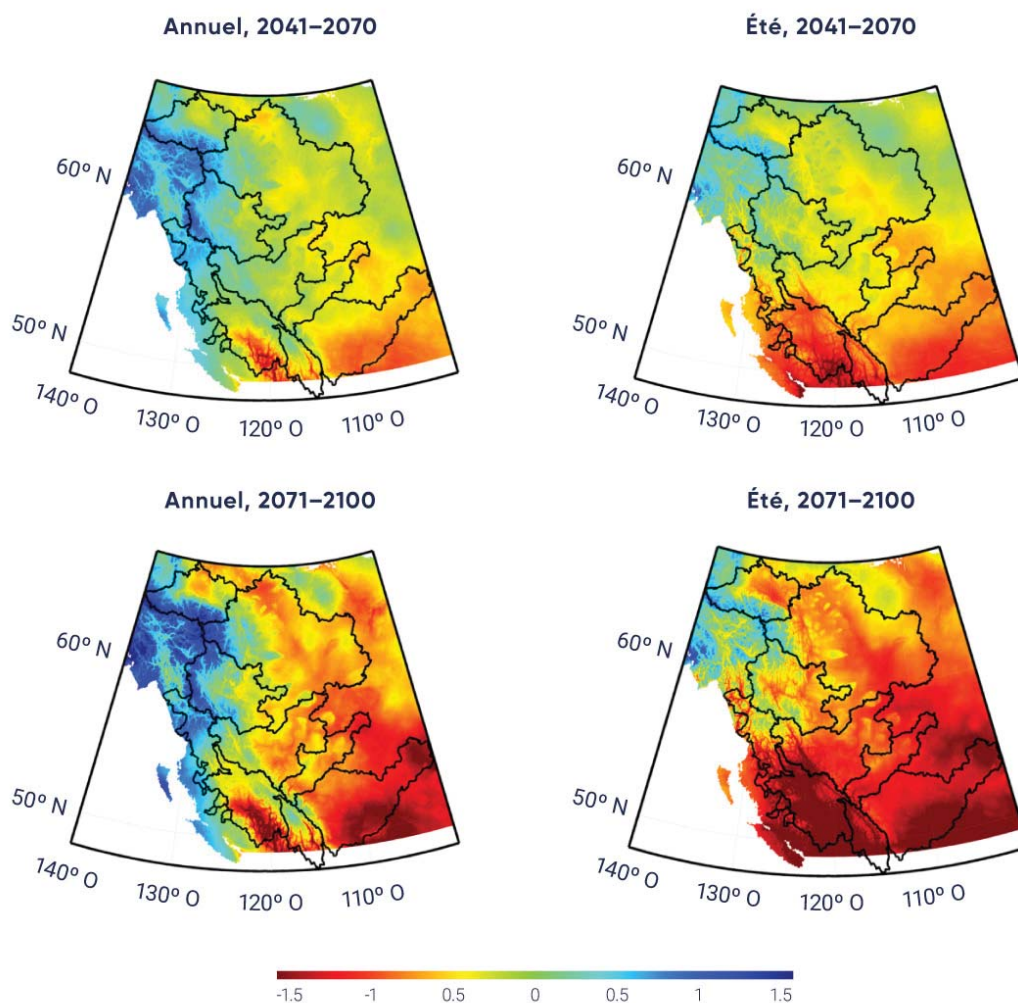 Annuel, 2041–2070
Été, 2041–2070
60° N
50° N
140° O
130° O
120° O
110° O
60° N
50° N
140° O
130° O
120° O
110° O
Annuel, 2071–2100
Été, 2071–2100
60° N
50° N
140° O
130° O
120° O
110° O
60° N
50° N
140° O
130° O
120° O
110° O
-1.5 -1 0.5 0 0.5 1 1.5